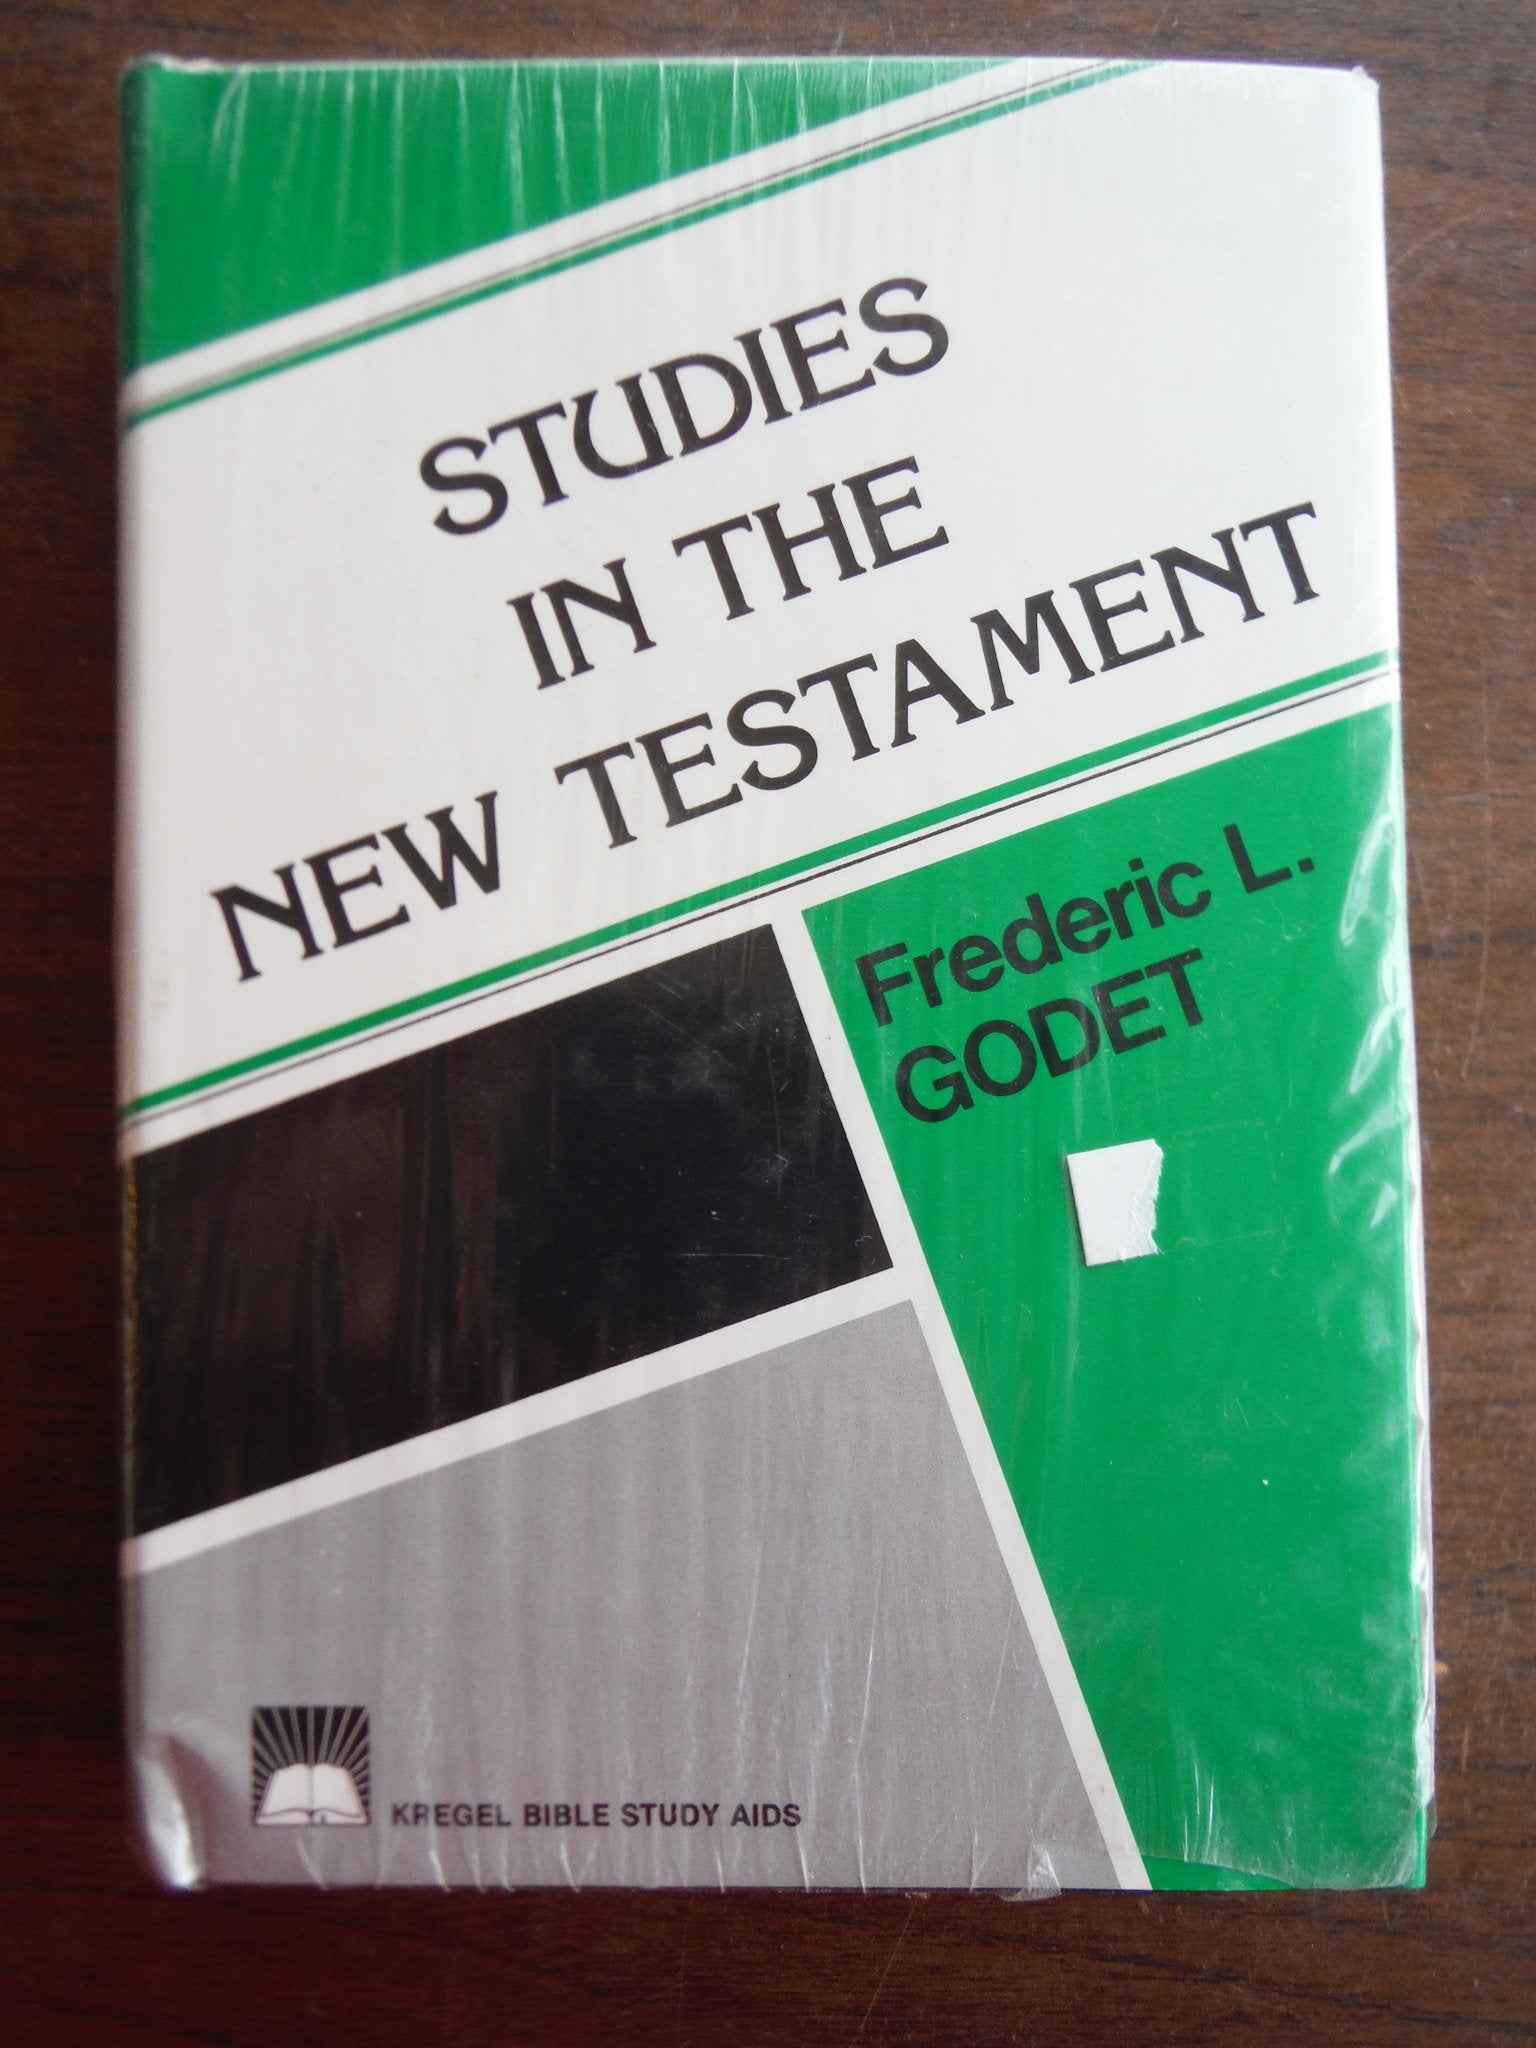 STUDIES
IN THE
NEW TESTAMENT
Frederic L.
GODET
KREGEL BIBLE STUDY AIDS